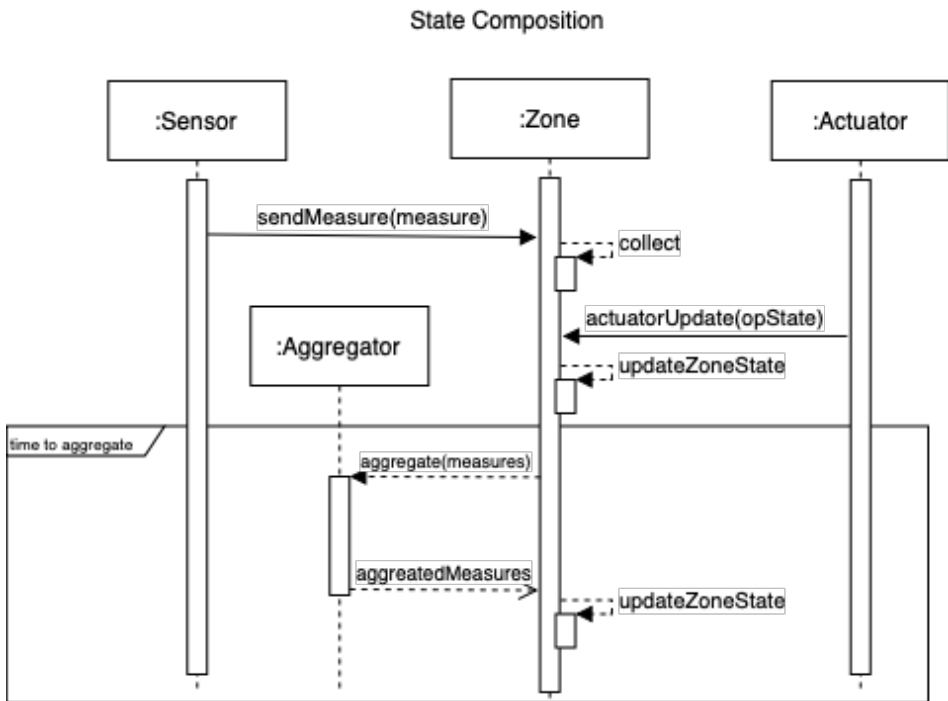 State Composition
:Sensor
:Zone
:Actuator
sendMeasure(measure)
collect
actuatorUpdate(opState)
:Aggregator
updateZoneState
time to aggregate
aggregate(measures)
aggreatedMeasures
updateZoneState